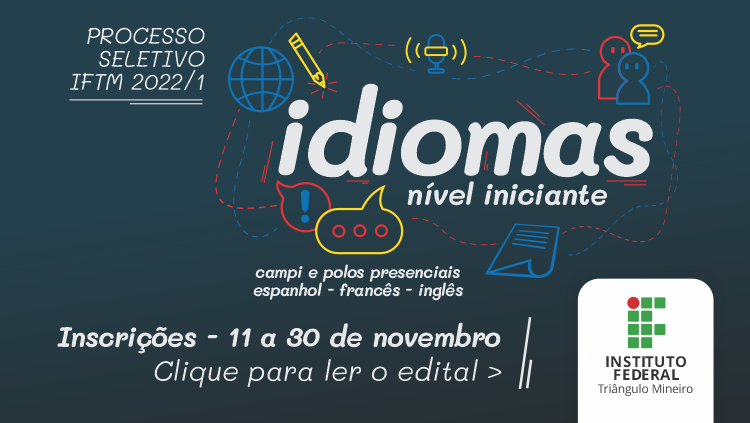 PROCESSO
SELETIVO
IFTM 2022/1
idiomas
nível iniciante
campi e polos presenciais
espanhol - francês - inglês
Inscrições - 11 a 30 de novembro
Clique para ler o edital >
INSTITUTO
FEDERAL
Triângulo Mineiro